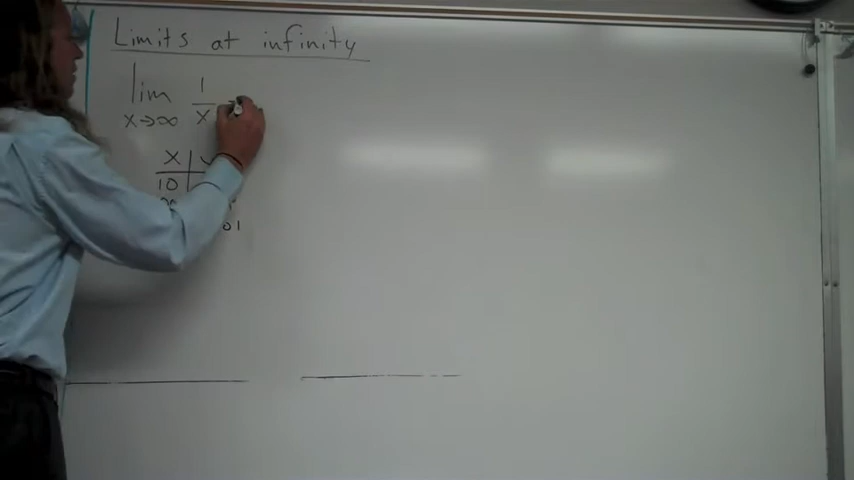 Limits at infinity
lim 1/x
x→∞
x
10
01